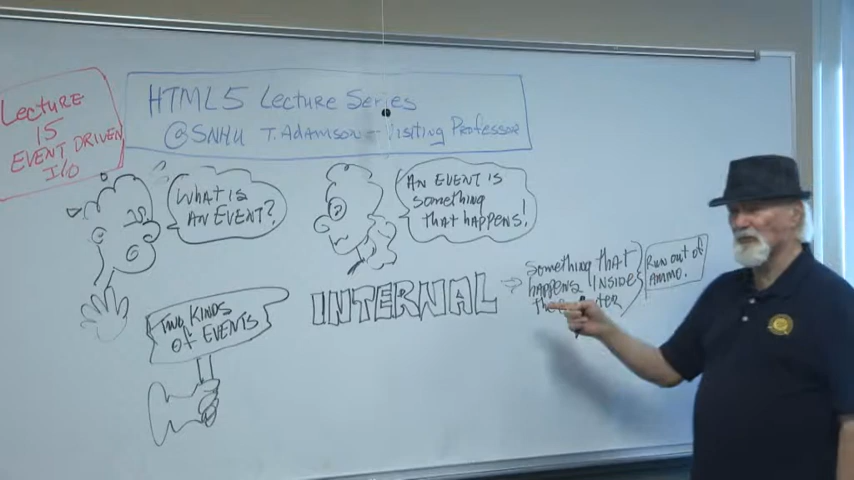 Lecture
15
EVENT DRIVEN
I/O
HTML5 Lecture Series
@SNHU T. Adamson - Visiting Professor
What is
AN EVENT?
AN EVENT IS
something
that happens!
Two Kinds
of Events
INTERNAL
Something that
happens INSIDE
the
Run out of
Ammo.